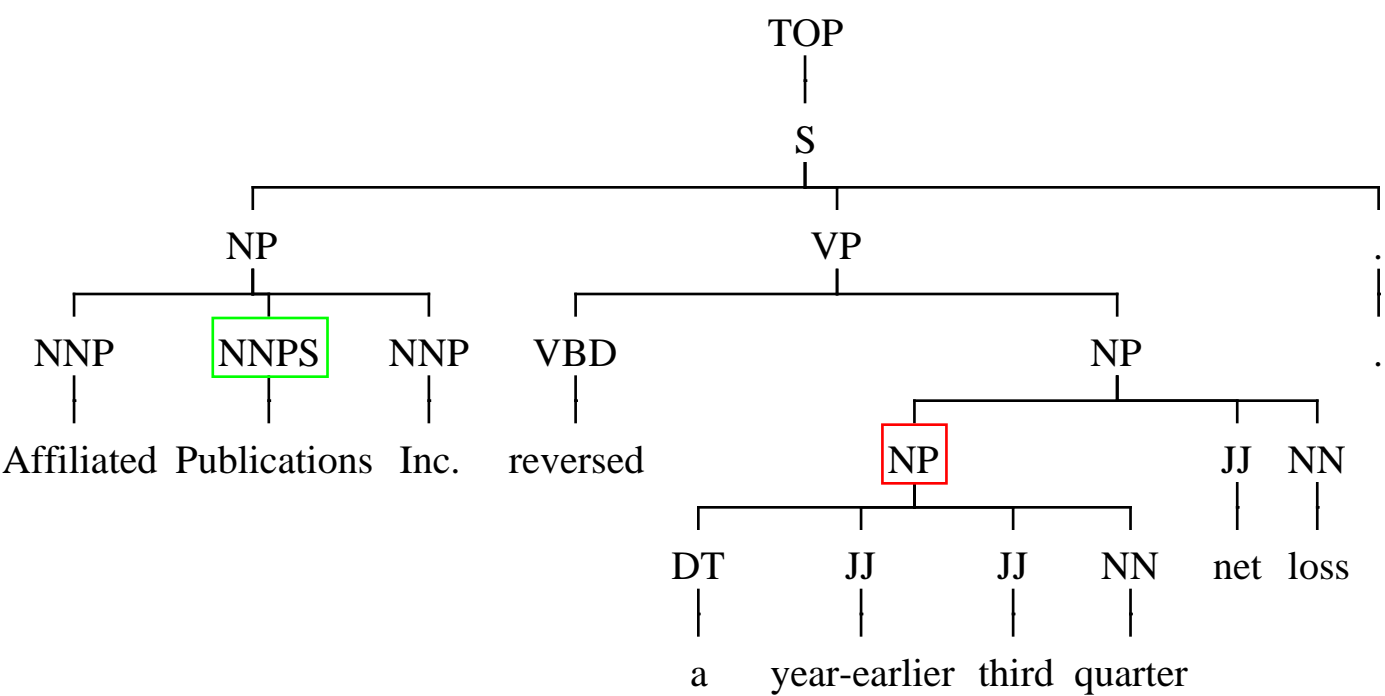 TOP
S
NP VP .
NNP NNPS NNP VBD NP .
Affiliated Publications Inc. reversed NP JJ NN
DT JJ JJ NN net loss
a year-earlier third quarter